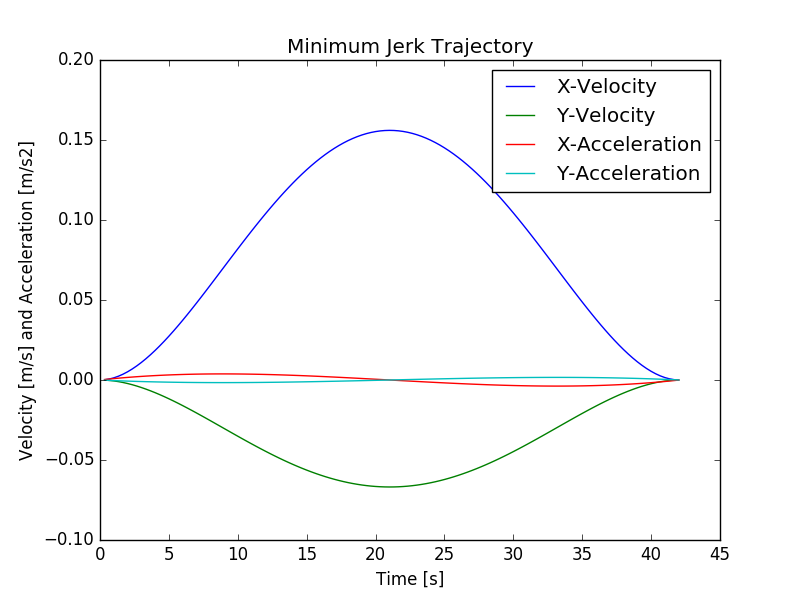 Minimum Jerk Trajectory
0.20
0.15
0.10
0.05
0.00
−0.05
−0.10
Velocity [m/s] and Acceleration [m/s2]
X-Velocity
Y-Velocity
X-Acceleration
Y-Acceleration
0 5 10 15 20 25 30 35 40 45
Time [s]